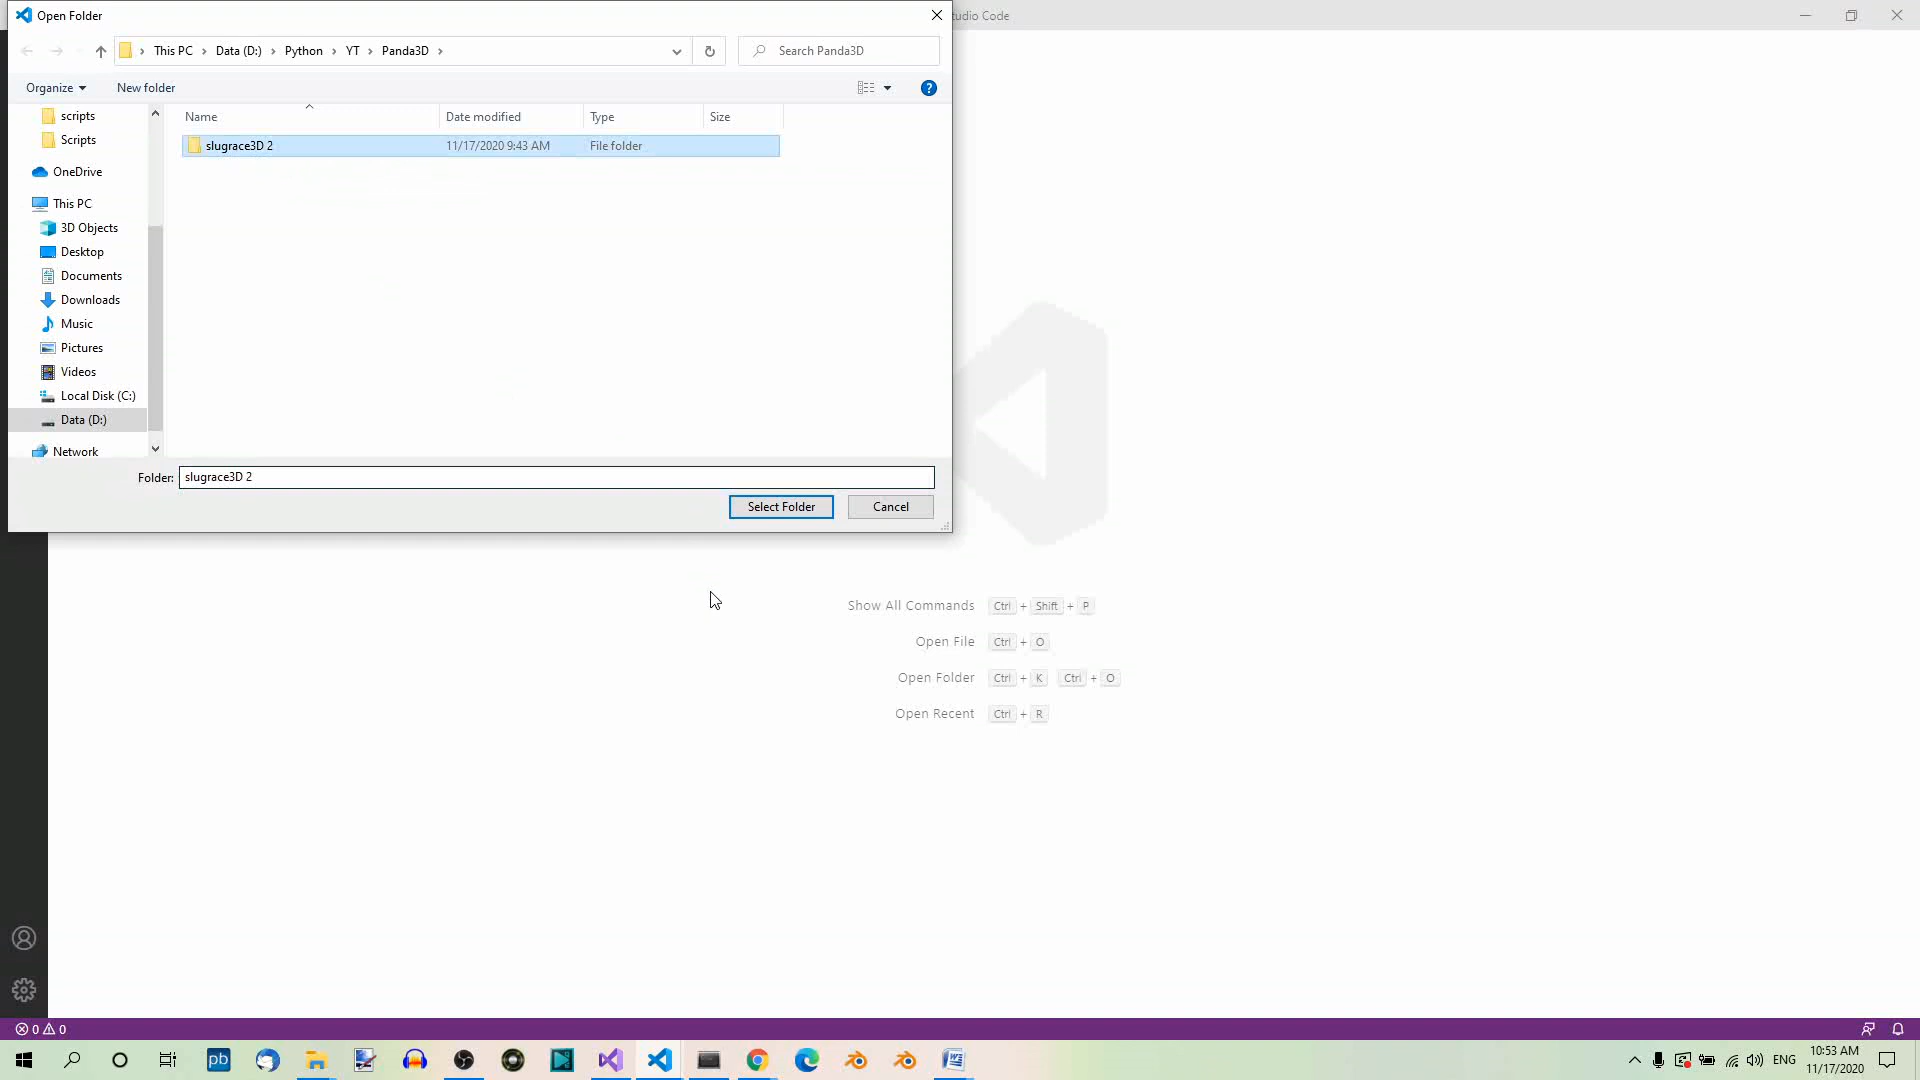 Open Folder
tudio Code
This PC > Data (D:) > Python > YT > Panda3D >
Search Panda3D
Organize
New folder
?
Name
Date modified
Type
Size
slugrace3D 2
11/17/2020 9:43 AM
File folder
scripts
Scripts
OneDrive
This PC
3D Objects
Desktop
Documents
Downloads
Music
Pictures
Videos
Local Disk (C:)
Data (D:)
Network
Folder: slugrace3D 2
Select Folder
Cancel
Show All Commands Ctrl + Shift + P
Open File Ctrl + O
Open Folder Ctrl + K Ctrl + O
Open Recent Ctrl + R
0 0
pb
ENG
10:53 AM
11/17/2020